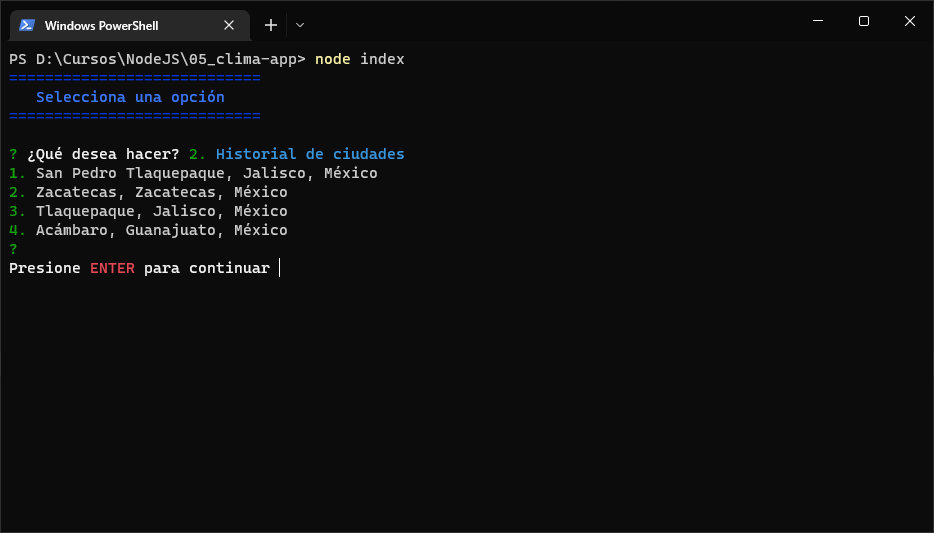 Windows PowerShell
PS D:\Cursos\NodeJS\05_clima-app> node index
============================
Selecciona una opción
============================
? ¿Qué desea hacer? 2. Historial de ciudades
1. San Pedro Tlaquepaque, Jalisco, México
2. Zacatecas, Zacatecas, México
3. Tlaquepaque, Jalisco, México
4. Acámbaro, Guanajuato, México
?
Presione ENTER para continuar